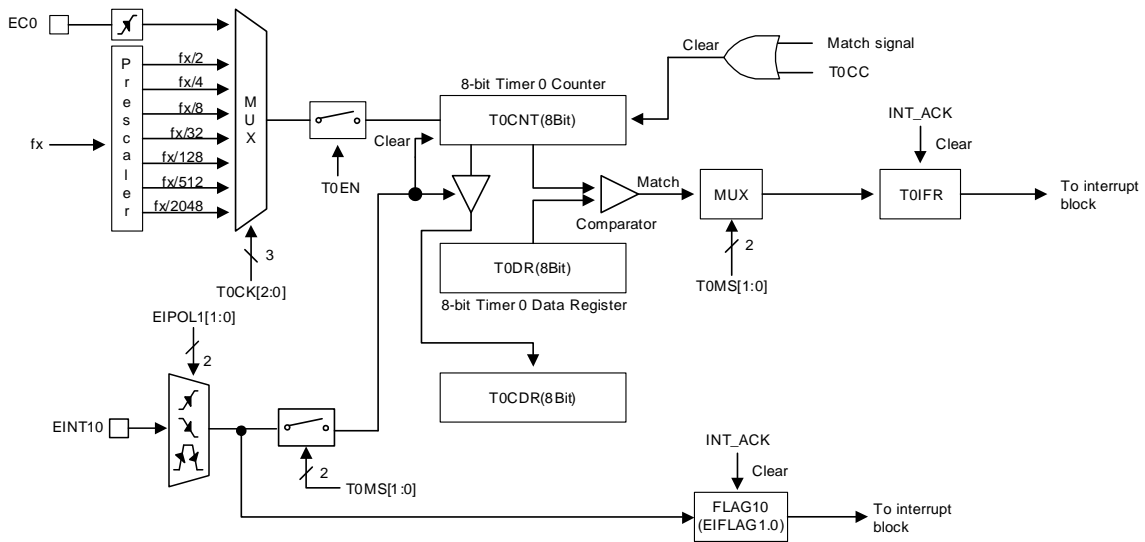 EC0
Prescaler
fx/2
fx/4
fx/8
fx/32
fx/128
fx/512
fx/2048
fx
MUX
3
T0CK[2:0]
T0EN
8-bit Timer 0 Counter
T0CNT(8Bit)
Clear
Clear
Match signal
T0CC
Match
Comparator
T0DR(8Bit)
8-bit Timer 0 Data Register
T0CDR(8Bit)
MUX
2
T0MS[1:0]
INT_ACK
Clear
T0IFR
To interrupt
block
EIPOL1[1:0]
2
EINT10
2
T0MS[1:0]
INT_ACK
Clear
FLAG10
(EIFLAG1.0)
To interrupt
block